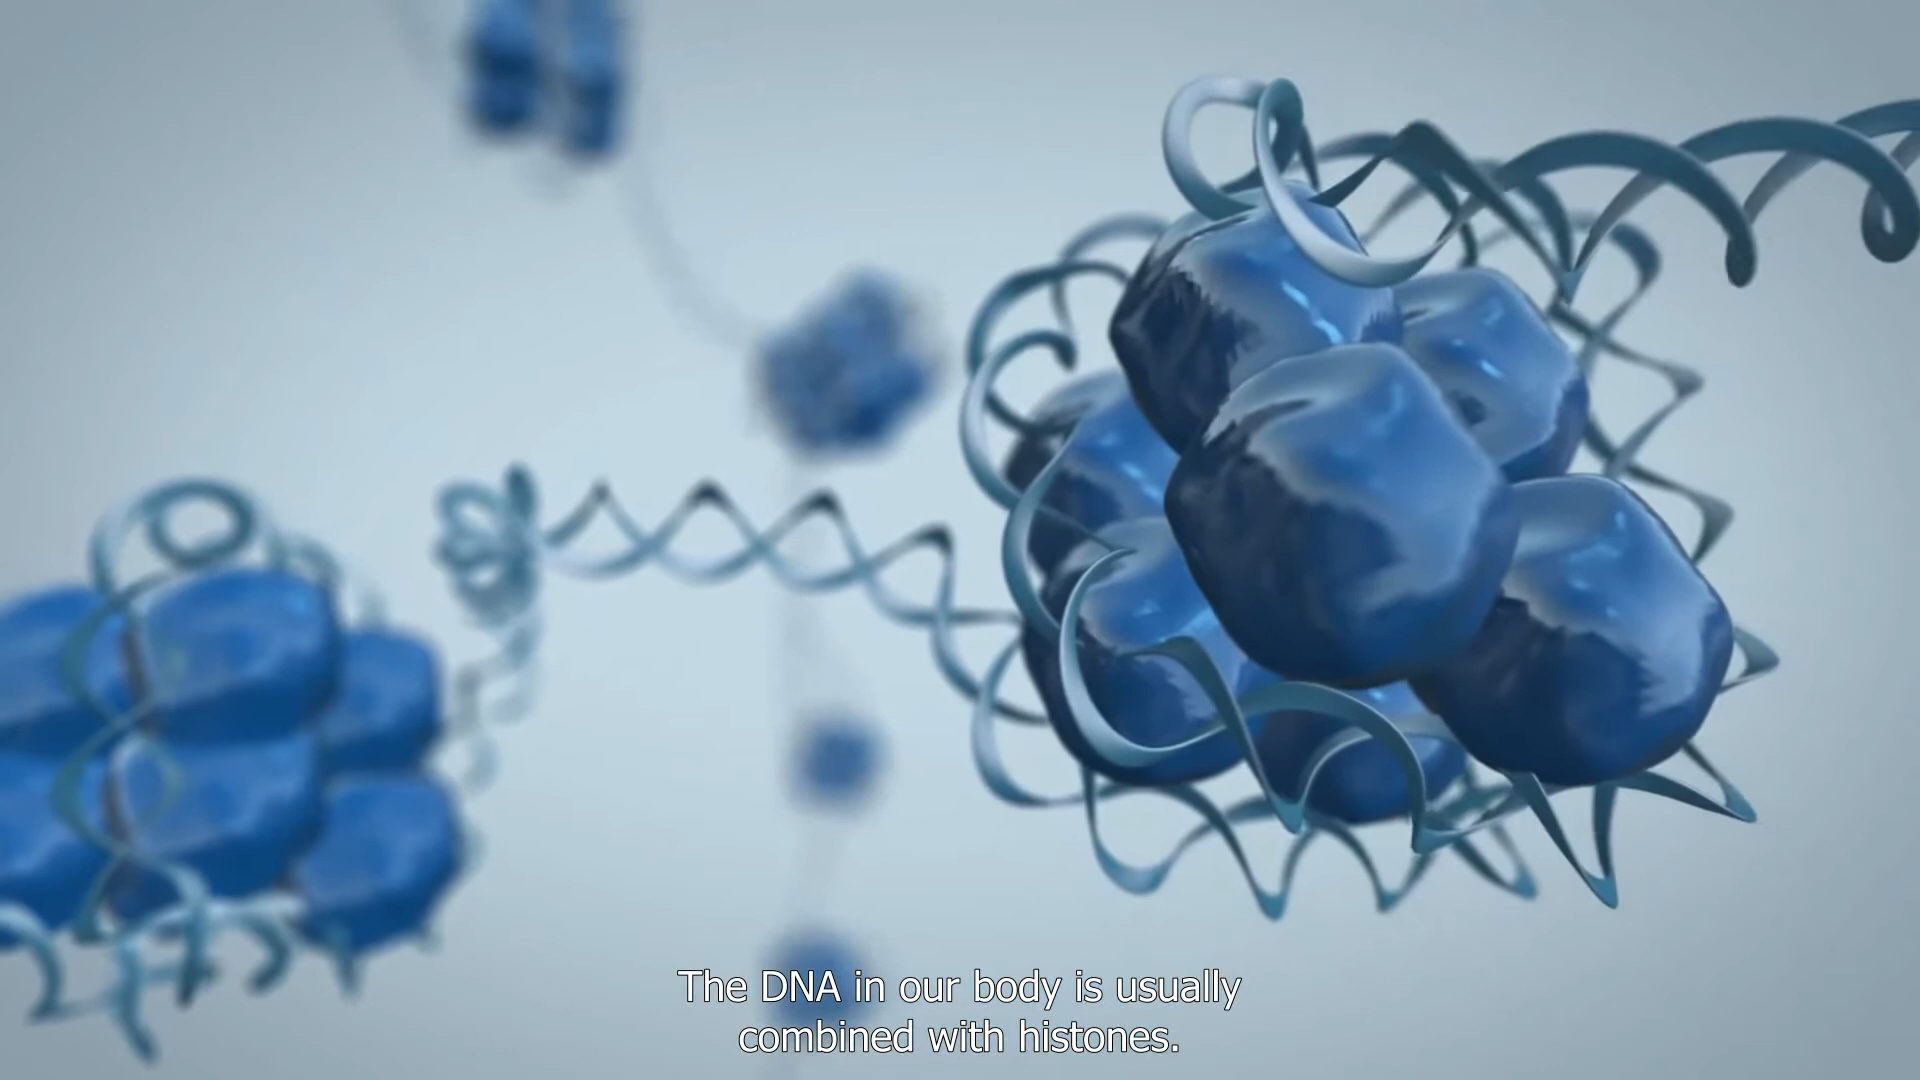 The DNA in our body is usually
combined with histones.